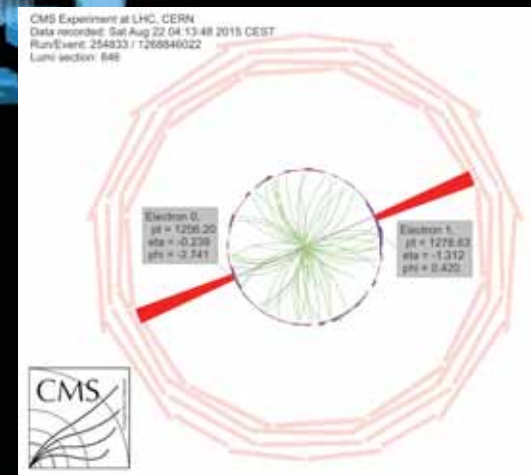 CMS Experiment at LHC, CERN
Data recorded: Sat Aug 22 04:13:48 2015 CEST
Run/Event: 254833 / 1268846022
Lumi section: 846
Electron 0,
pt = 1256.20
eta = -0.239
phi = -2.741
Electron 1,
pt = 1278.63
eta = -1.312
phi = 0.420
CMS